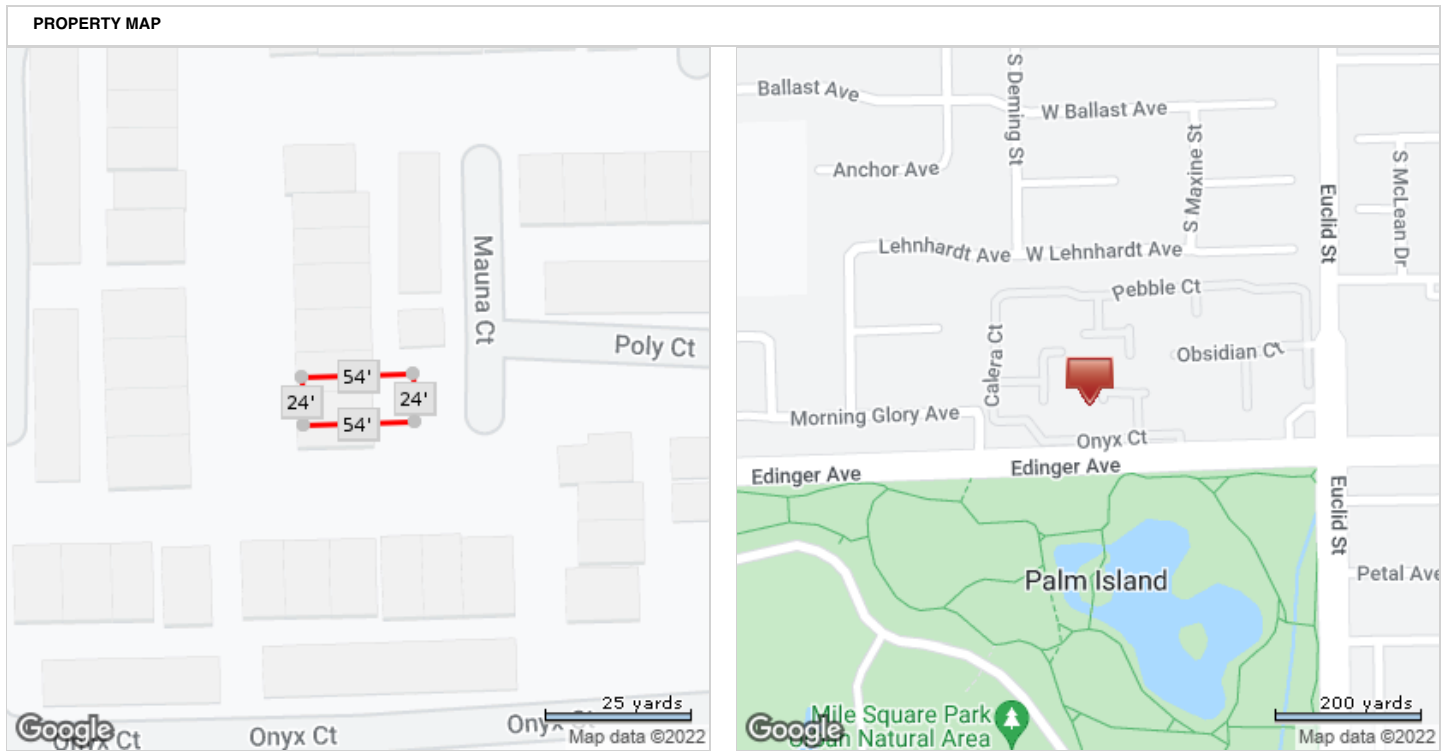 PROPERTY MAP
Mauna Ct
Poly Ct
54'
24'
24'
54'
25 yards
Onyx Ct
Onyx Ct
Onyx Ct
Google
Map data ©2022
S Deming St
Ballast Ave
W Ballast Ave
S Maxine St
Anchor Ave
S McLean Dr
Euclid St
Lehnhardt Ave
W Lehnhardt Ave
Pebble Ct
Calera Ct
Obsidian Ct
Morning Glory Ave
Onyx Ct
Edinger Ave
Edinger Ave
Euclid St
Palm Island
Petal Ave
200 yards
Mile Square Park
Urban Natural Area
Google
Map data ©2022